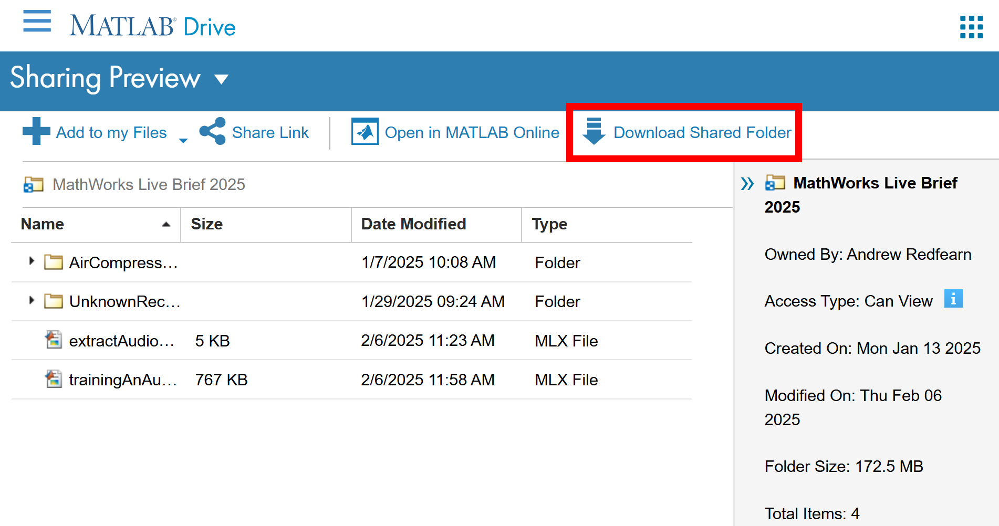 MATLAB® Drive
Sharing Preview
Add to my Files
Share Link
Open in MATLAB Online
Download Shared Folder
MathWorks Live Brief 2025
Name Size Date Modified Type
AirCompress... 1/7/2025 10:08 AM Folder
UnknownRec... 1/29/2025 09:24 AM Folder
extractAudio... 5 KB 2/6/2025 11:23 AM MLX File
trainingAnAu... 767 KB 2/6/2025 11:58 AM MLX File
MathWorks Live Brief
2025
Owned By: Andrew Redfearn
Access Type: Can View i
Created On: Mon Jan 13 2025
Modified On: Thu Feb 06
2025
Folder Size: 172.5 MB
Total Items: 4